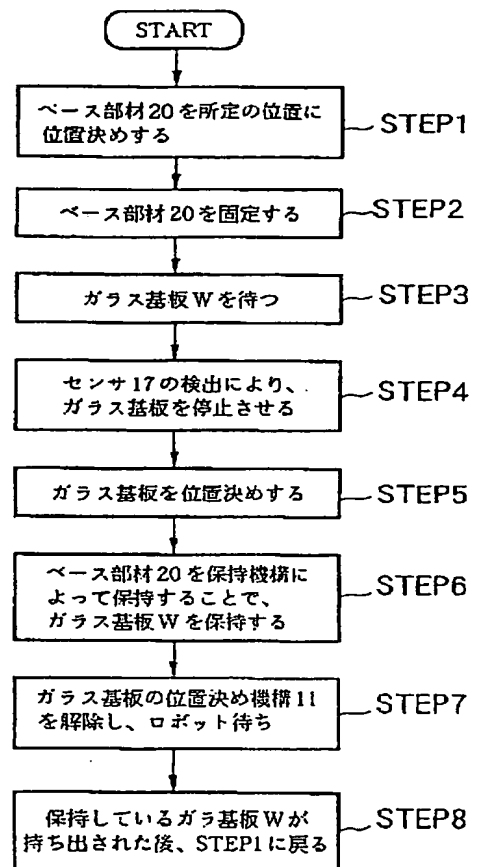 START
ベース部材20を所定の位置に
位置決めする
STEP1
ベース部材20を固定する
STEP2
ガラス基板Wを待つ
STEP3
センサ17の検出により、
ガラス基板を停止させる
STEP4
ガラス基板を位置決めする
STEP5
ベース部材20を保持機構に
よって保持することで、
ガラス基板Wを保持する
STEP6
ガラス基板の位置決め機構11
を解除し、ロボット待ち
STEP7
保持しているガラ基板Wが
持ち出された後、STEP1に戻る
STEP8